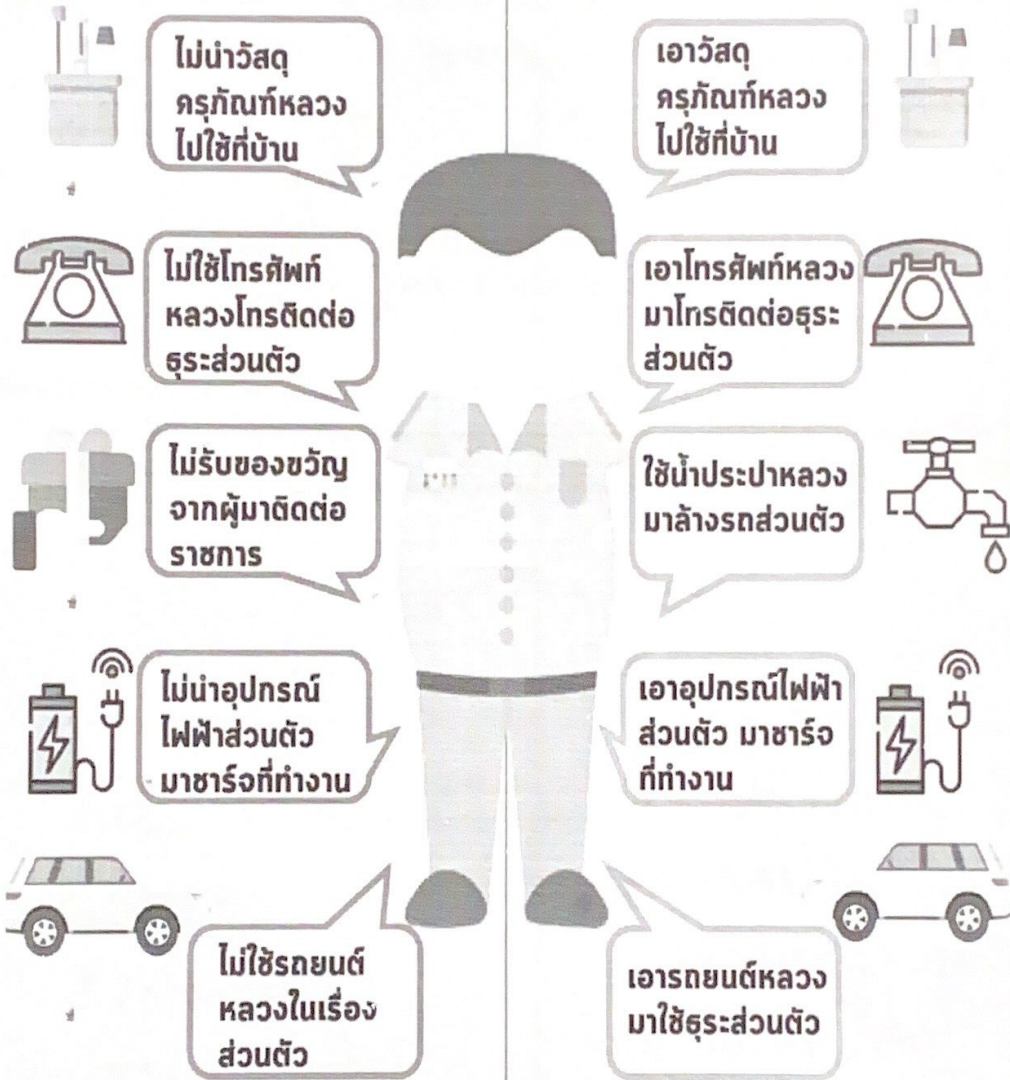 ไม่นำวัสดุ
ครุภัณฑ์หลวง
ไปใช้ที่บ้าน
เอาวัสดุ
ครุภัณฑ์หลวง
ไปใช้ที่บ้าน
ไม่ใช้โทรศัพท์
หลวงโทรติดต่อ
ธุระส่วนตัว
เอาโทรศัพท์หลวง
มาโทรติดต่อธุระ
ส่วนตัว
ไม่รับของขวัญ
จากผู้มาติดต่อ
ราชการ
ใช้น้ำประปาหลวง
มาล้างรถส่วนตัว
ไม่นำอุปกรณ์
ไฟฟ้าส่วนตัว
มาชาร์จที่ทำงาน
เอาอุปกรณ์ไฟฟ้า
ส่วนตัว มาชาร์จ
ที่ทำงาน
ไม่ใช้รถยนต์
หลวงในเรื่อง
ส่วนตัว
เอารถยนต์หลวง
มาใช้ธุระส่วนตัว